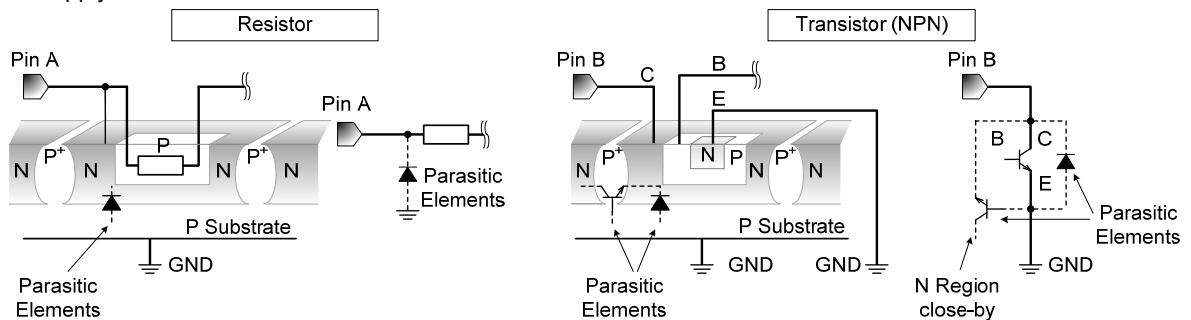 Resistor
Pin A
N
P+
N
P
N
P+
N
Parasitic
Elements
P Substrate
GND
Pin A
Parasitic
Elements
Transistor (NPN)
Pin B
C
B
E
N
P+
N
N
P
P+
N
P Substrate
Parasitic
Elements
GND
GND
Pin B
B
C
E
Parasitic
Elements
GND
N Region
close-by